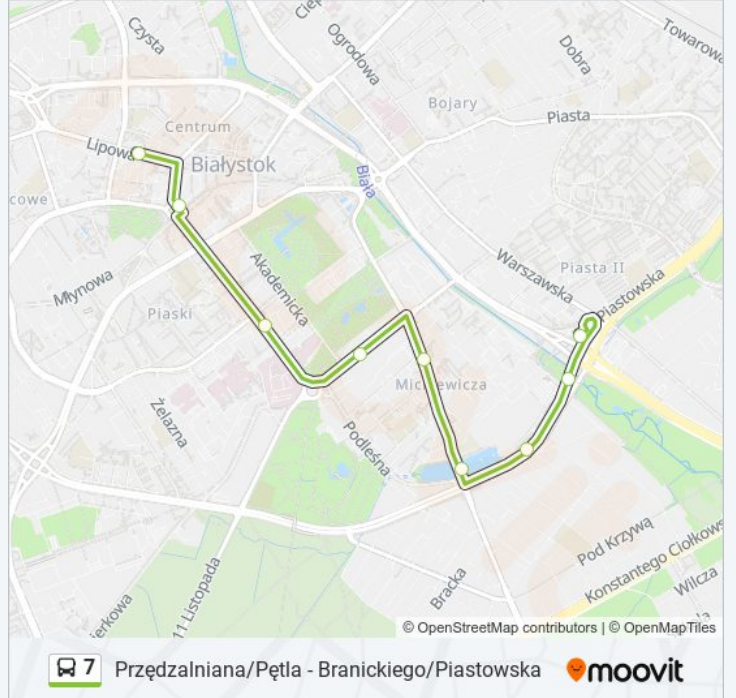 Czysta
Ogrodowa
Dobra
Towarowa
Bojary
Piasta
Centrum
Lipowa
Białystok
Biała
Akademicka
Warszawska
Piasta II
Piastowska
Młynowa
Piaski
Mickiewicza
Żelazna
Podleśna
Pod Krzywą
Konstantego Ciołkows
Wilcza
Bracka
11 Listopada
ierkowa
© OpenStreetMap contributors | © OpenMapTiles
7 Przędzalniana/Pętla - Branickiego/Piastowska moovit